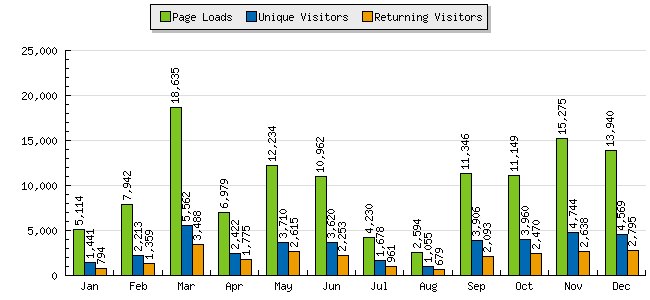 Page Loads Unique Visitors Returning Visitors
25,000
20,000
15,000
10,000
5,000
0
5,114 1,441 794
7,942 2,213 1,359
18,635 5,562 3,488
6,979 2,422 1,775
12,234 3,710 2,615
10,962 3,620 2,253
4,230 1,678 961
2,594 1,055 679
11,346 3,906 2,093
11,149 3,960 2,470
15,275 4,744 2,638
13,940 4,569 2,795
Jan Feb Mar Apr May Jun Jul Aug Sep Oct Nov Dec